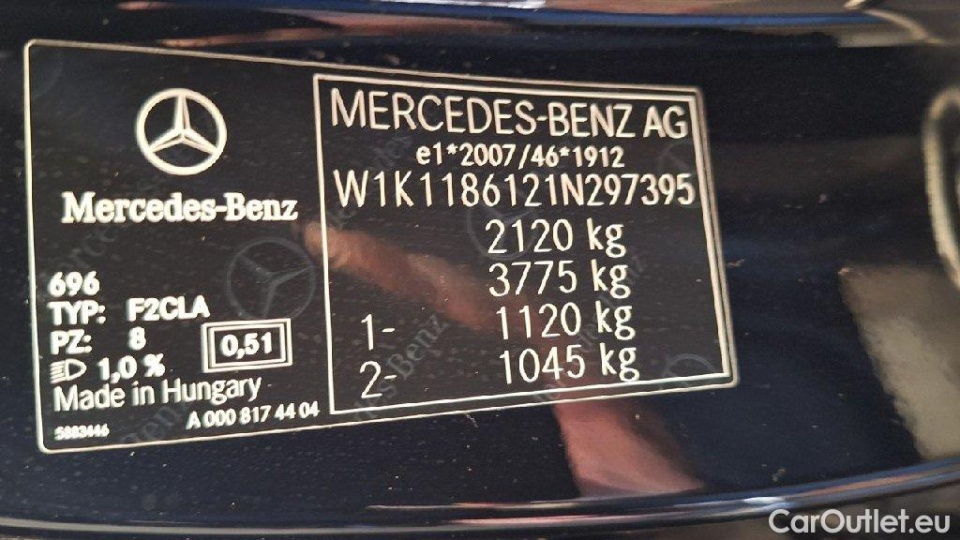 Mercedes-Benz
696
TYP: F2CLA
PZ: 8
1,0 %
0,51
Made in Hungary
5883446
A 000 817 44 04
MERCEDES-BENZ AG
e1*2007/46*1912
W1K1186121N297395
2120 kg
3775 kg
1- 1120 kg
2- 1045 kg
CarOutlet.eu